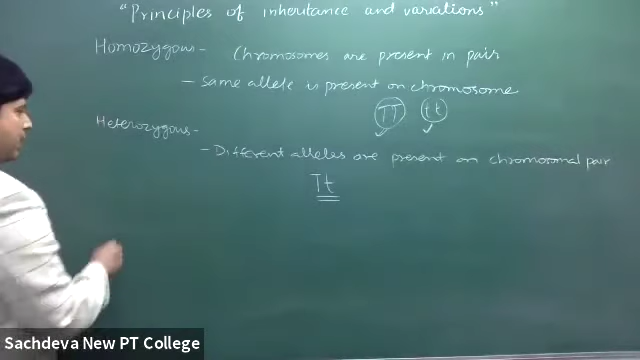 "Principles of inheritance and variations"
Homozygous - Chromosomes are present in pair
- Same allele is present on chromosome
TT tt
Heterozygous -
- Different alleles are present on chromosomal pair
Tt
Sachdeva New PT College